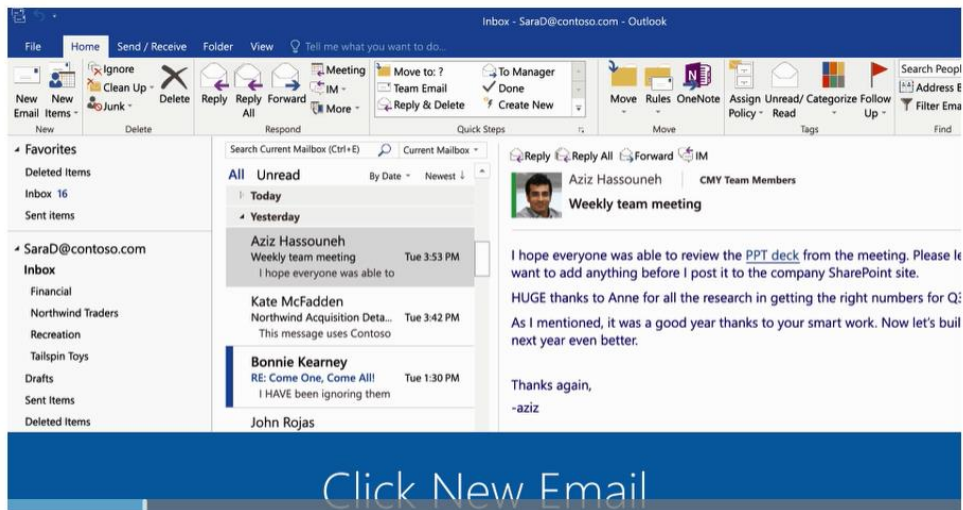 Inbox - SaraD@contoso.com - Outlook
File Home Send / Receive Folder View Tell me what you want to do...
New Email
New Items
Ignore
Clean Up
Junk
Delete
Reply
Reply All
Forward
Meeting
IM
More
Move to: ?
Team Email
Reply & Delete
To Manager
Done
Create New
Move
Rules
OneNote
Assign Policy
Unread/ Read
Categorize
Follow Up
Search Peopl
Address B
Filter Ema
New Delete Respond Quick Steps Move Tags Find
Favorites
Deleted Items
Inbox 16
Sent items
SaraD@contoso.com
Inbox
Financial
Northwind Traders
Recreation
Tailspin Toys
Drafts
Sent Items
Deleted Items
Search Current Mailbox (Ctrl+E) Current Mailbox
All Unread By Date Newest ↓
Today
Yesterday
Aziz Hassouneh
Weekly team meeting Tue 3:53 PM
I hope everyone was able to
Kate McFadden
Northwind Acquisition Deta... Tue 3:42 PM
This message uses Contoso
Bonnie Kearney
RE: Come One, Come All! Tue 1:30 PM
I HAVE been ignoring them
John Rojas
Reply Reply All Forward IM
Aziz Hassouneh CMY Team Members
Weekly team meeting
I hope everyone was able to review the PPT deck from the meeting. Please le
want to add anything before I post it to the company SharePoint site.
HUGE thanks to Anne for all the research in getting the right numbers for Q3
As I mentioned, it was a good year thanks to your smart work. Now let's buil
next year even better.
Thanks again,
-aziz
Click New Email